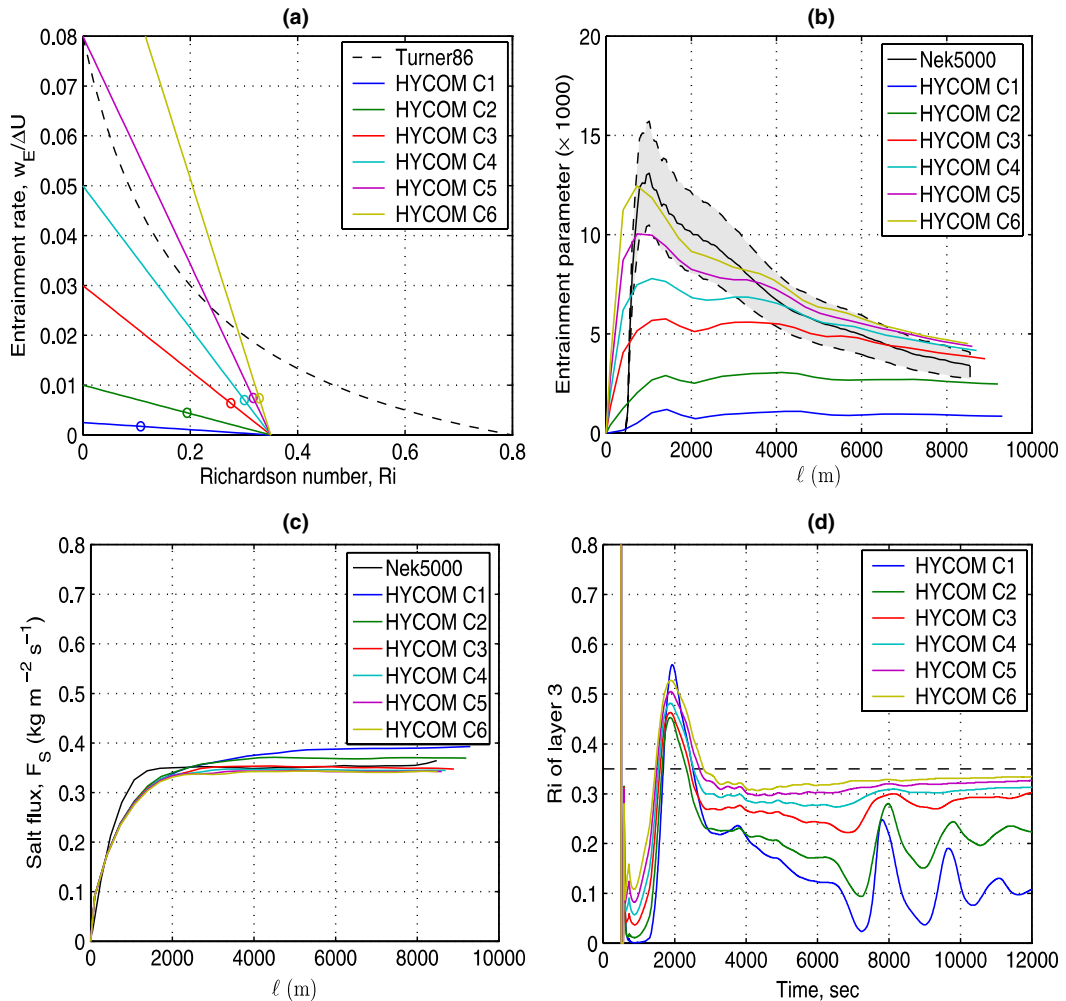 (a)
Entrainment rate, w_E/ΔU
0.08
0.07
0.06
0.05
0.04
0.03
0.02
0.01
0
Turner86
HYCOM C1
HYCOM C2
HYCOM C3
HYCOM C4
HYCOM C5
HYCOM C6
0 0.2 0.4 0.6 0.8
Richardson number, Ri
(b)
Entrainment parameter (× 1000)
20
15
10
5
0
Nek5000
HYCOM C1
HYCOM C2
HYCOM C3
HYCOM C4
HYCOM C5
HYCOM C6
0 2000 4000 6000 8000 10000
ℓ (m)
(c)
Salt flux, F_S (kg m⁻² s⁻¹)
0.8
0.7
0.6
0.5
0.4
0.3
0.2
0.1
0
Nek5000
HYCOM C1
HYCOM C2
HYCOM C3
HYCOM C4
HYCOM C5
HYCOM C6
0 2000 4000 6000 8000 10000
ℓ (m)
(d)
Ri of layer 3
0.8
0.7
0.6
0.5
0.4
0.3
0.2
0.1
0
HYCOM C1
HYCOM C2
HYCOM C3
HYCOM C4
HYCOM C5
HYCOM C6
0 2000 4000 6000 8000 10000 12000
Time, sec